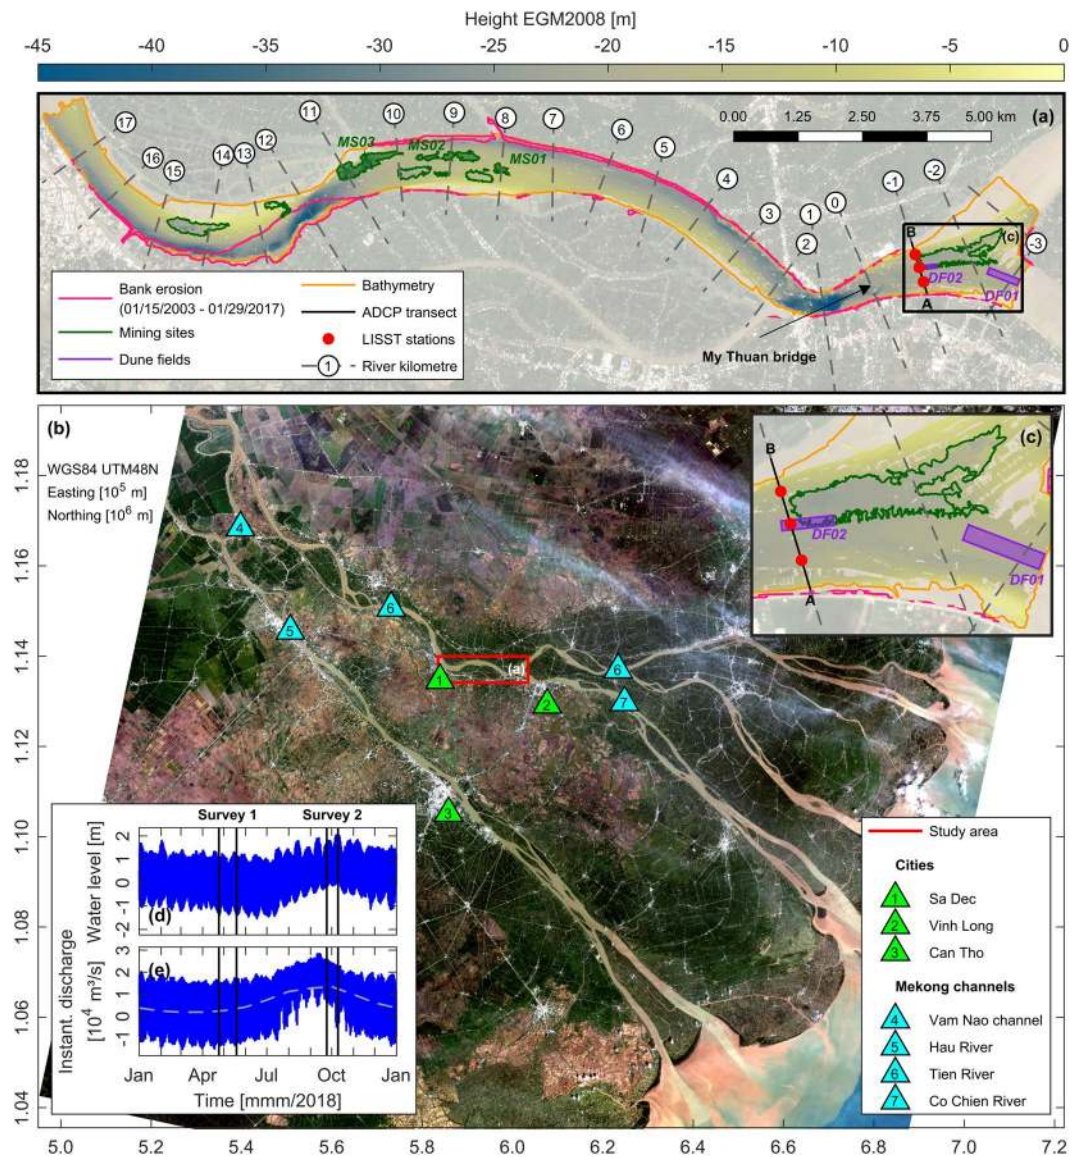 Height EGM2008 [m]
-45 -40 -35 -30 -25 -20 -15 -10 -5 0
0.00 1.25 2.50 3.75 5.00 km (a)
17 16 15 14 13 12 11 10 9 8 7 6 5 4 3 2 1 0 -1 -2 -3
MS03 MS02 MS01
B
(c)
DF02
DF01
A
My Thuan bridge
Bank erosion
(01/15/2003 - 01/29/2017)
Mining sites
Dune fields
Bathymetry
ADCP transect
LISST stations
1 River kilometre
(b)
WGS84 UTM48N
Easting [10⁵ m]
Northing [10⁶ m]
(c)
B
DF02
DF01
A
4
5
6
1
(a)
2
6
7
3
1.18
1.16
1.14
1.12
1.10
1.08
1.06
1.04
Survey 1 Survey 2
Water level [m]
2
1
0
-1
-2
(d)
Instant. discharge
[10⁴ m³/s]
3
2
1
0
-1
(e)
Jan Apr Jul Oct Jan
Time [mmm/2018]
Study area
Cities
1 Sa Dec
2 Vinh Long
3 Can Tho
Mekong channels
4 Vam Nao channel
5 Hau River
6 Tien River
7 Co Chien River
5.0 5.2 5.4 5.6 5.8 6.0 6.2 6.4 6.6 6.8 7.0 7.2